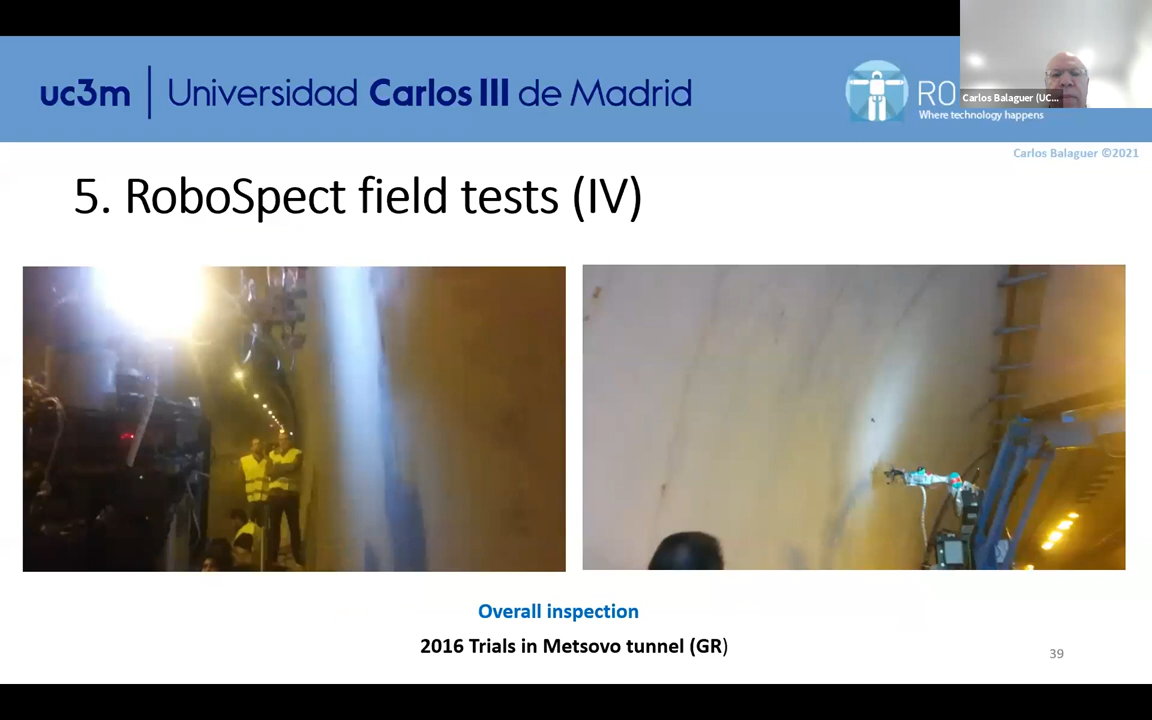 uc3m | Universidad Carlos III de Madrid
RO
Where technology happens
Carlos Balaguer (UC...
Carlos Balaguer ©2021
5. RoboSpect field tests (IV)
Overall inspection
2016 Trials in Metsovo tunnel (GR)
39